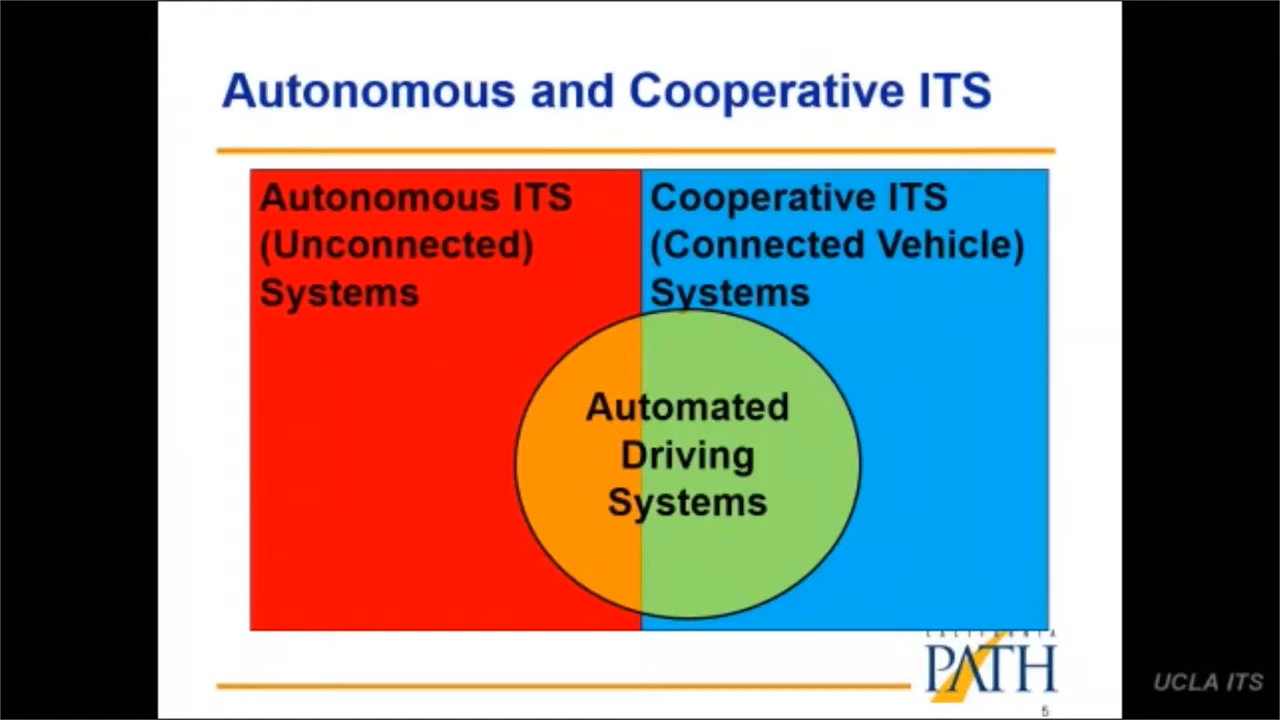 Autonomous and Cooperative ITS
Autonomous ITS
(Unconnected)
Systems
Cooperative ITS
(Connected Vehicle)
Systems
Automated
Driving
Systems
CALIFORNIA
PATH
UCLA ITS